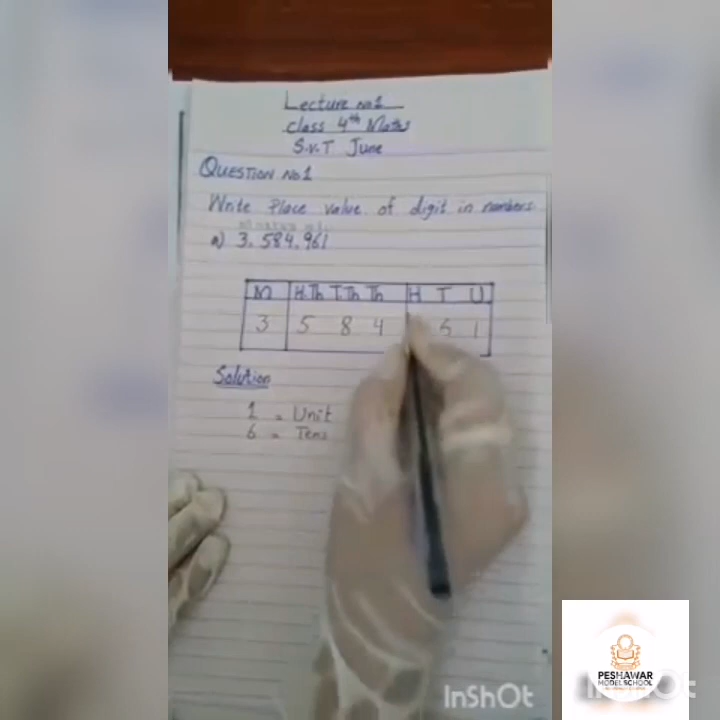 Lecture no 1
class 4th Maths
S.V.T June
QUESTION NO 1
Write Place value of digit in numbers
a) 3,584,961
M H.Th T.Th Th H T U
3 5 8 4 6 1
Solution
1 = Unit
6 = Tens
InShOt
PESHAWAR
MODEL SCHOOL